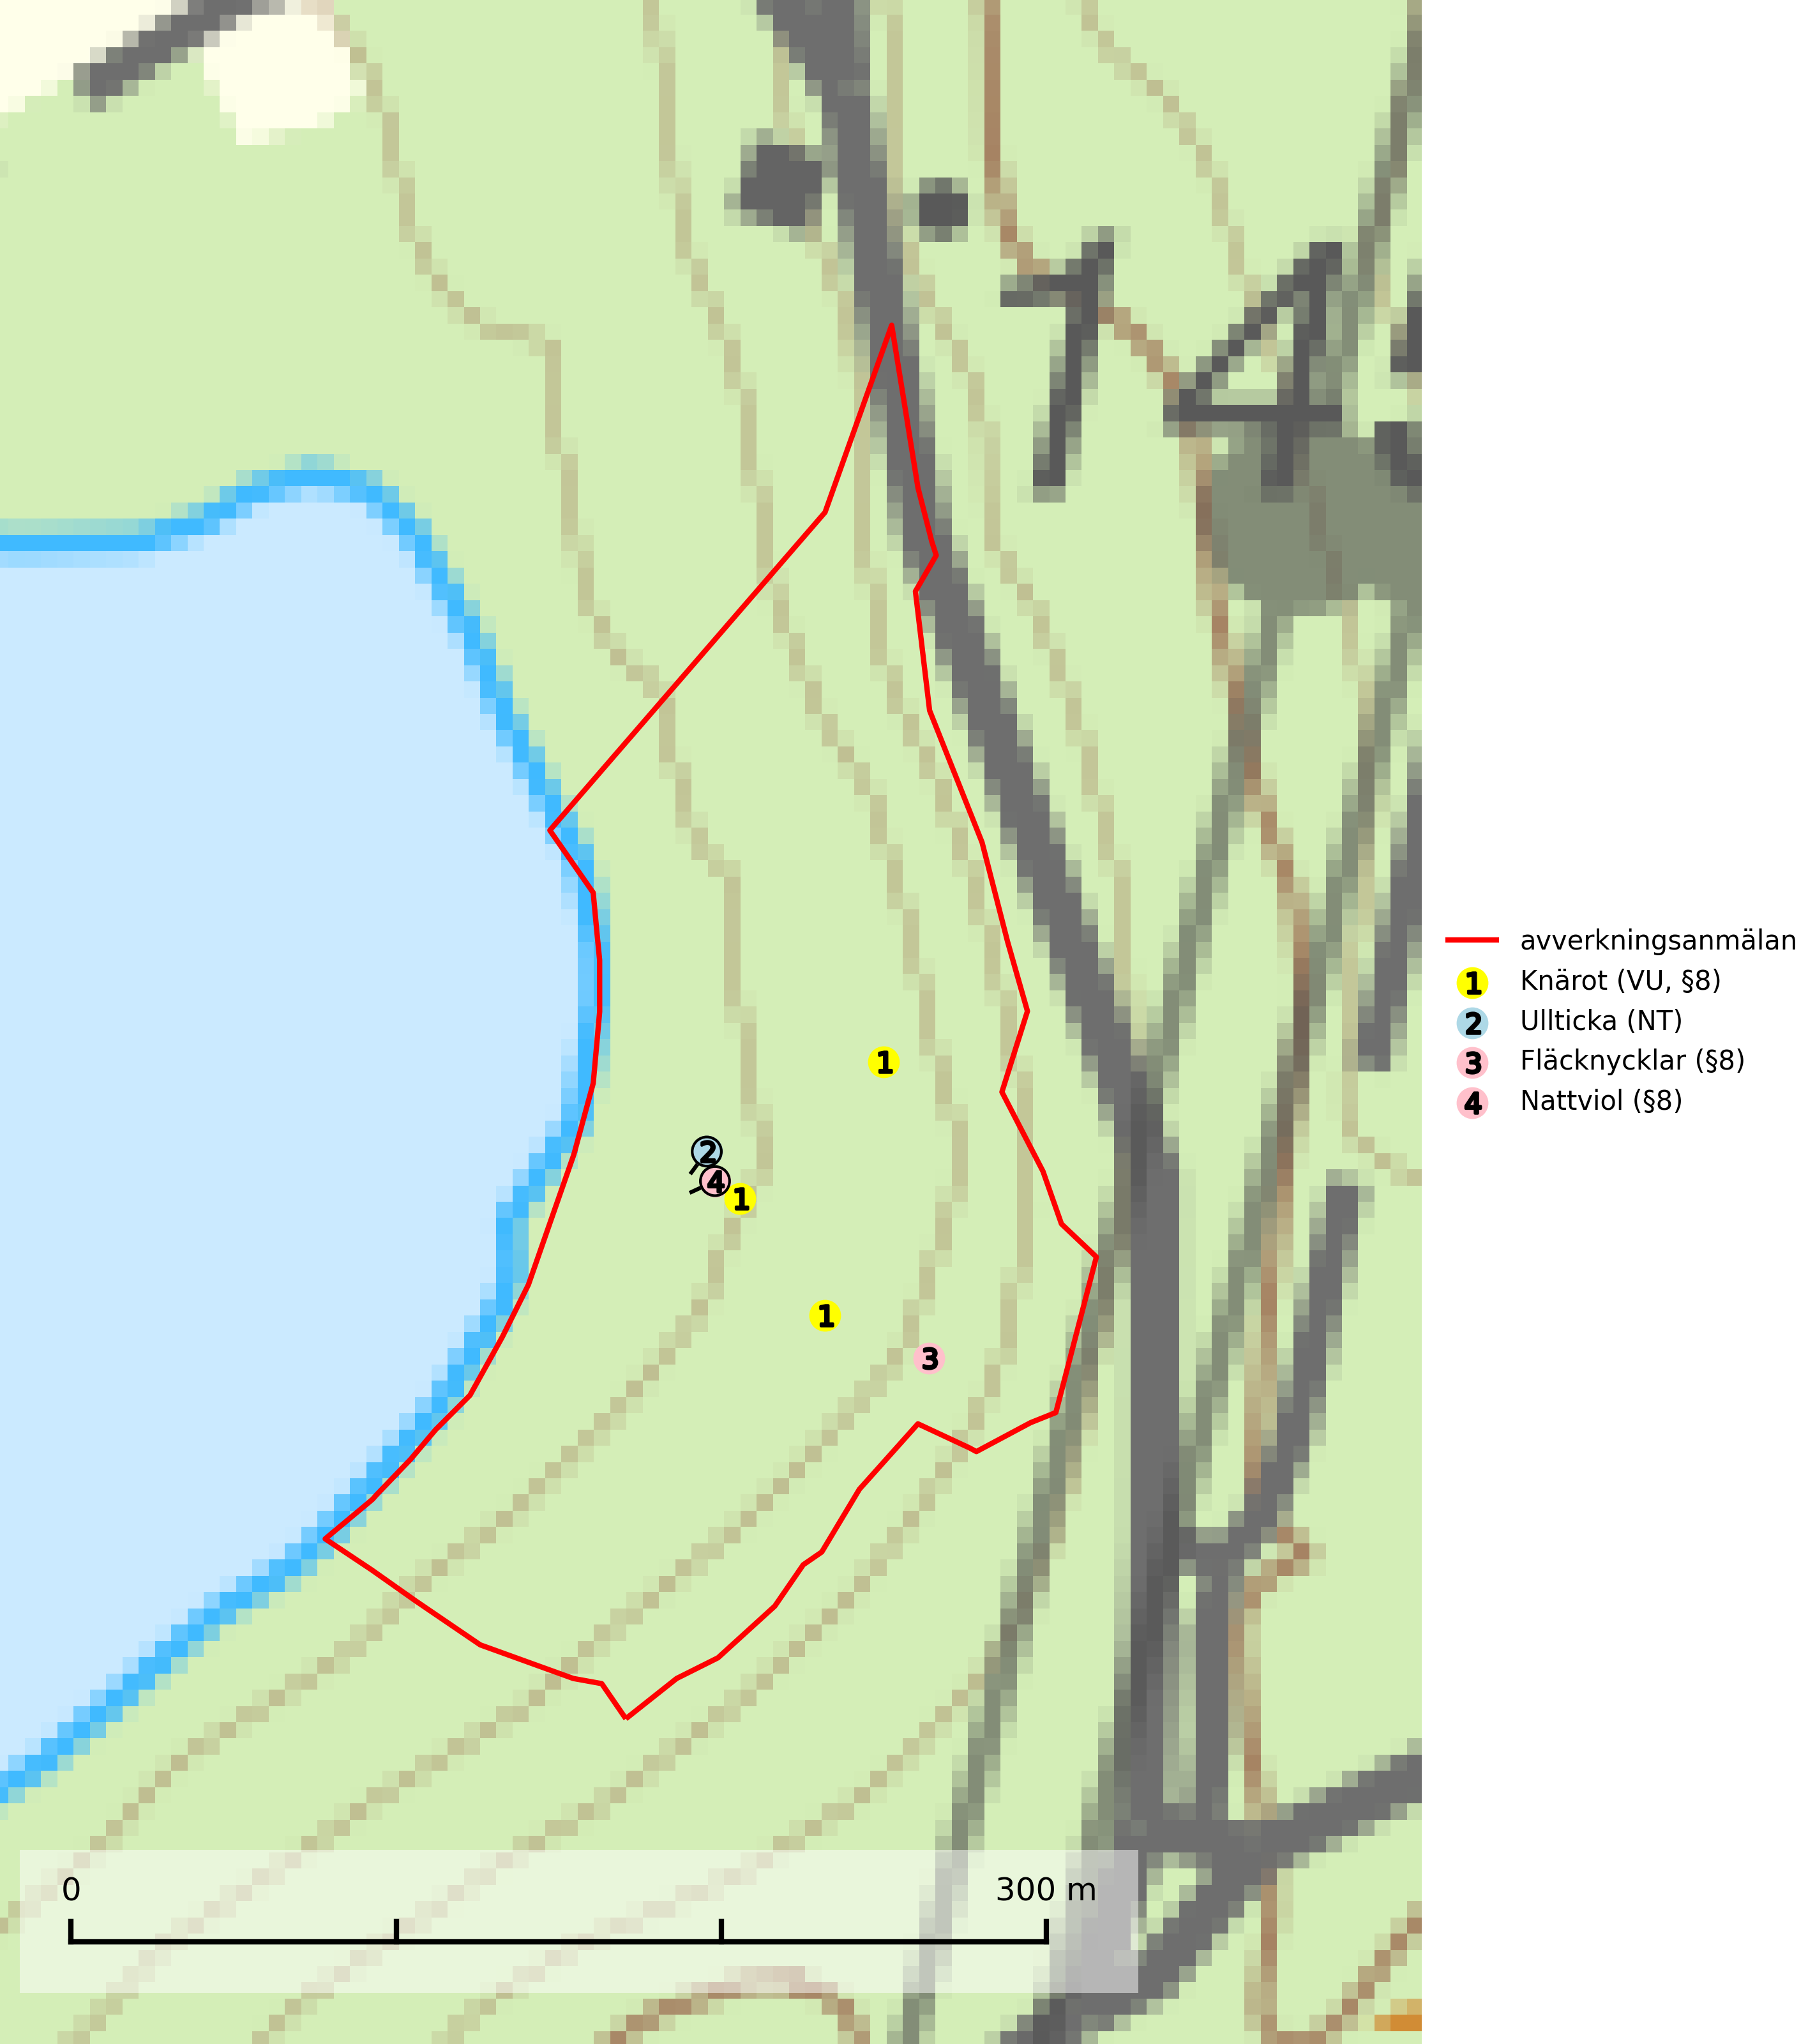 avverkningsanmälan
1 Knärot (VU, §8)
2 Ullticka (NT)
3 Fläcknycklar (§8)
4 Nattviol (§8)
1
2
4
1
1
3
0 300 m